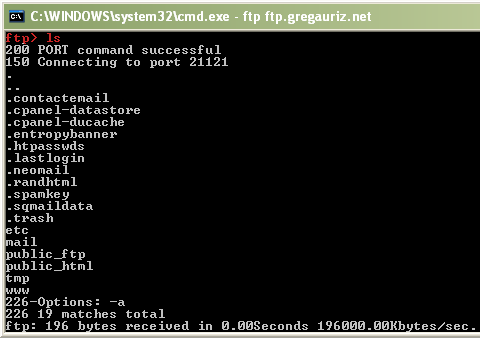 C:\WINDOWS\system32\cmd.exe - ftp ftp.gregauriz.net
ftp> ls
200 PORT command successful
150 Connecting to port 21121
.
..
.contactemail
.cpanel-datastore
.cpanel-ducache
.entropybanner
.htpasswds
.lastlogin
.neomail
.randhtml
.spamkey
.sqmaildata
.trash
etc
mail
public_ftp
public_html
tmp
www
226-Options: -a
226 19 matches total
ftp: 196 bytes received in 0.00Seconds 196000.00Kbytes/sec.